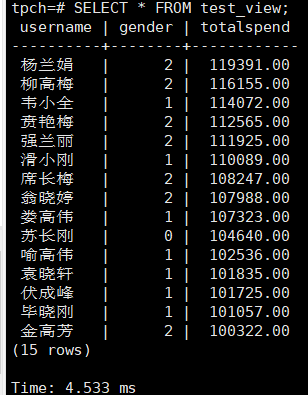 tpch=# SELECT * FROM test_view;
username | gender | totalspend
----------+--------+------------
杨兰娟 | 2 | 119391.00
柳高梅 | 2 | 116155.00
韦小全 | 1 | 114072.00
贲艳梅 | 2 | 112565.00
强兰丽 | 2 | 111925.00
滑小刚 | 1 | 110089.00
席长梅 | 2 | 108247.00
翁晓婷 | 2 | 107988.00
娄高伟 | 1 | 107323.00
苏长刚 | 0 | 104640.00
喻高伟 | 1 | 102536.00
袁晓轩 | 1 | 101835.00
伏成峰 | 1 | 101725.00
毕晓刚 | 1 | 101057.00
金高芳 | 2 | 100322.00
(15 rows)
Time: 4.533 ms